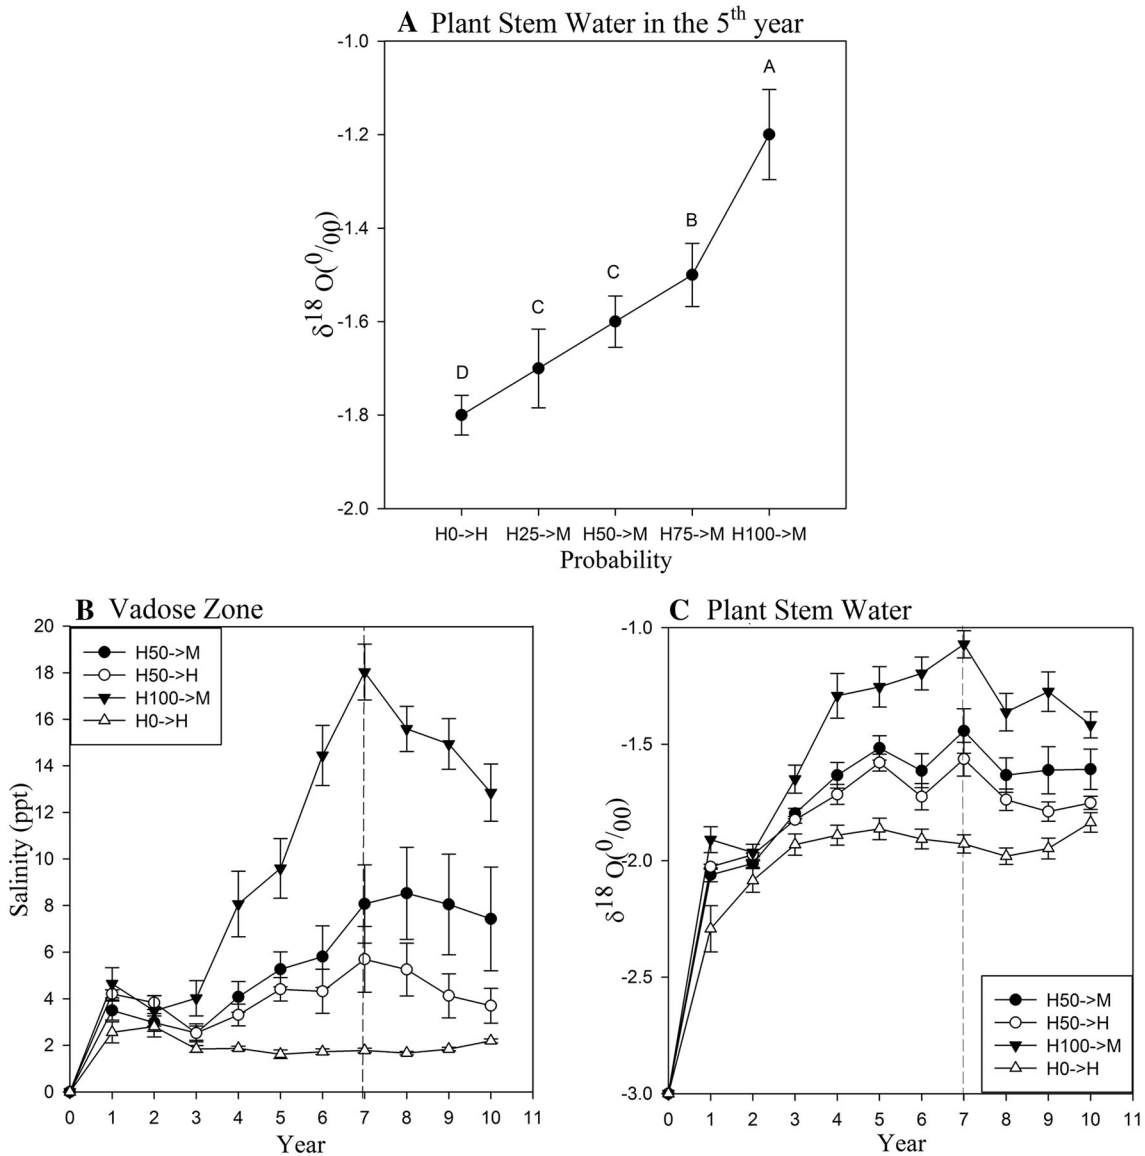 A Plant Stem Water in the 5th year
-1.0
-1.2
-1.4
-1.6
-1.8
-2.0
δ18 O(0/00)
A
B
C
C
D
H0->H H25->M H50->M H75->M H100->M
Probability
B Vadose Zone
20
18
16
14
12
10
8
6
4
2
0
Salinity (ppt)
H50->M
H50->H
H100->M
H0->H
0 1 2 3 4 5 6 7 8 9 10 11
Year
C Plant Stem Water
-1.0
-1.5
-2.0
-2.5
-3.0
δ18 O(0/00)
H50->M
H50->H
H100->M
H0->H
0 1 2 3 4 5 6 7 8 9 10 11
Year